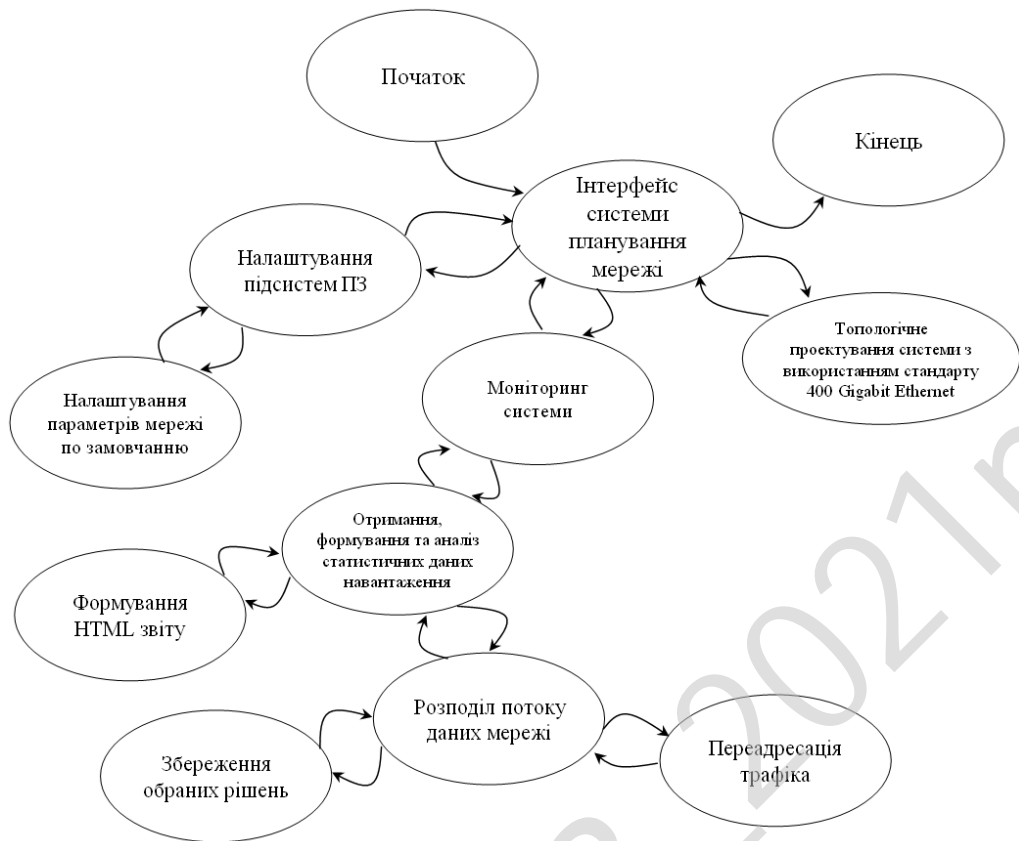 Початок
Кінець
Інтерфейс
системи
планування
мережі
Налаштування
підсистем ПЗ
Топологічне
проектування системи з
використанням стандарту
400 Gigabit Ethernet
Моніторинг
системи
Налаштування
параметрів мережі
по замовчанню
Отримання,
формування та аналіз
статистичних даних
навантаження
Формування
HTML звіту
Розподіл потоку
даних мережі
Переадресація
трафіка
Збереження
обраних рішень
_2021